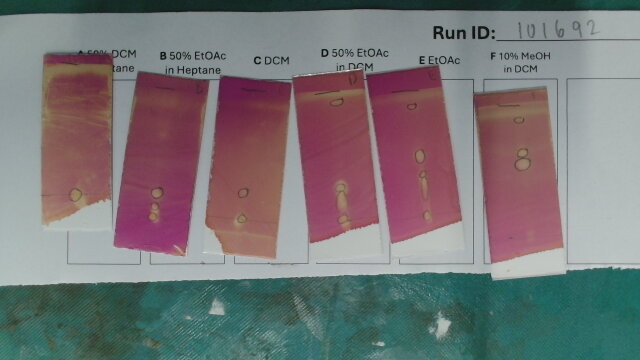 Run ID: 101692
A 50% DCM
B 50% EtOAc
in Heptane
C DCM
D 50% EtOAc
in DCM
E EtOAc
F 10% MeOH
in DCM